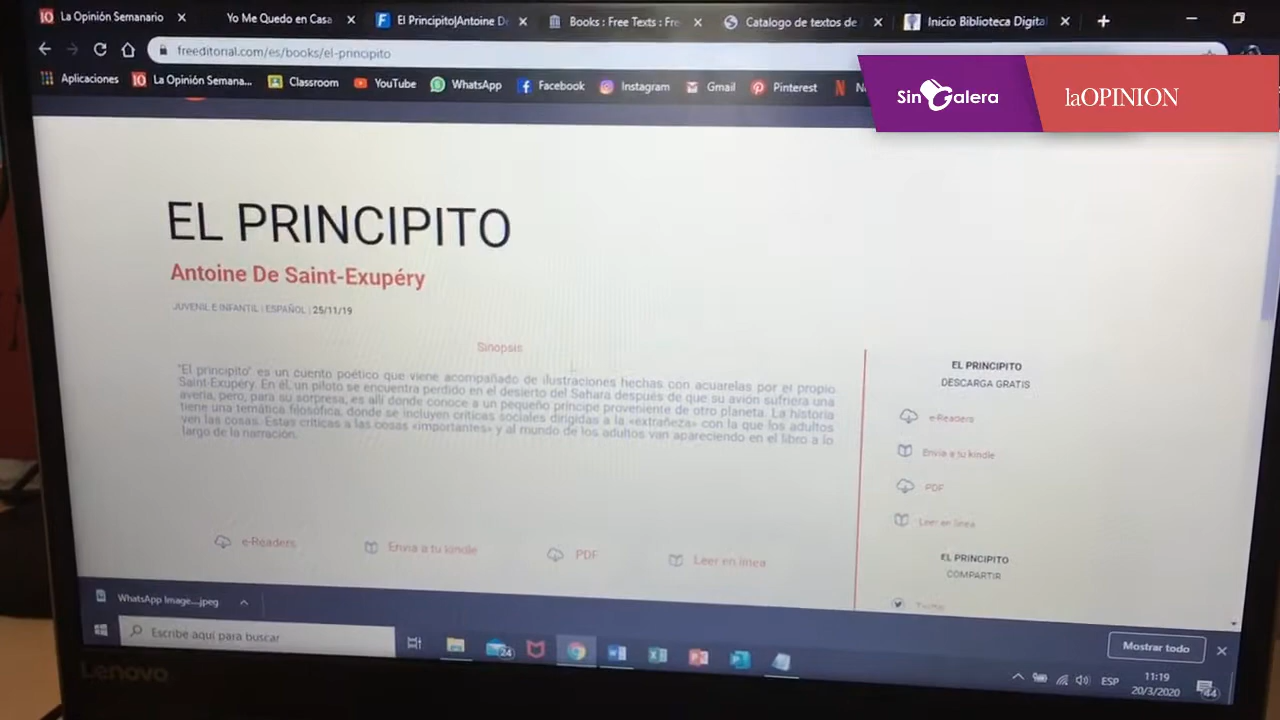 La Opinión Semanario
Yo Me Quedo en Casa
El Principito|Antoine De
Books : Free Texts : Fre
Catalogo de textos de
Inicio Biblioteca Digital
freeditorial.com/es/books/el-principito
Aplicaciones
La Opinión Semana...
Classroom
YouTube
WhatsApp
Facebook
Instagram
Gmail
Pinterest
SinGalera
laOPINION
EL PRINCIPITO
Antoine De Saint-Exupéry
JUVENIL E INFANTIL | ESPAÑOL | 25/11/19
Sinopsis
"El principito" es un cuento poético que viene acompañado de ilustraciones hechas con acuarelas por el propio
Saint-Exupéry. En él, un piloto se encuentra perdido en el desierto del Sahara después de que su avión sufriera una
avería, pero, para su sorpresa, es allí donde conoce a un pequeño príncipe proveniente de otro planeta. La historia
tiene una temática filosófica, donde se incluyen críticas sociales dirigidas a la «extrañeza» con la que los adultos
ven las cosas. Estas críticas a las cosas «importantes» y al mundo de los adultos van apareciendo en el libro a lo
largo de la narración.
e-Readers
Envia a tu kindle
PDF
Leer en línea
EL PRINCIPITO
DESCARGA GRATIS
e-Readers
Envia a tu kindle
PDF
Leer en línea
EL PRINCIPITO
COMPARTIR
WhatsApp Image....jpeg
Mostrar todo
Escribe aquí para buscar
24
ESP
11:19
20/3/2020
44
Lenovo